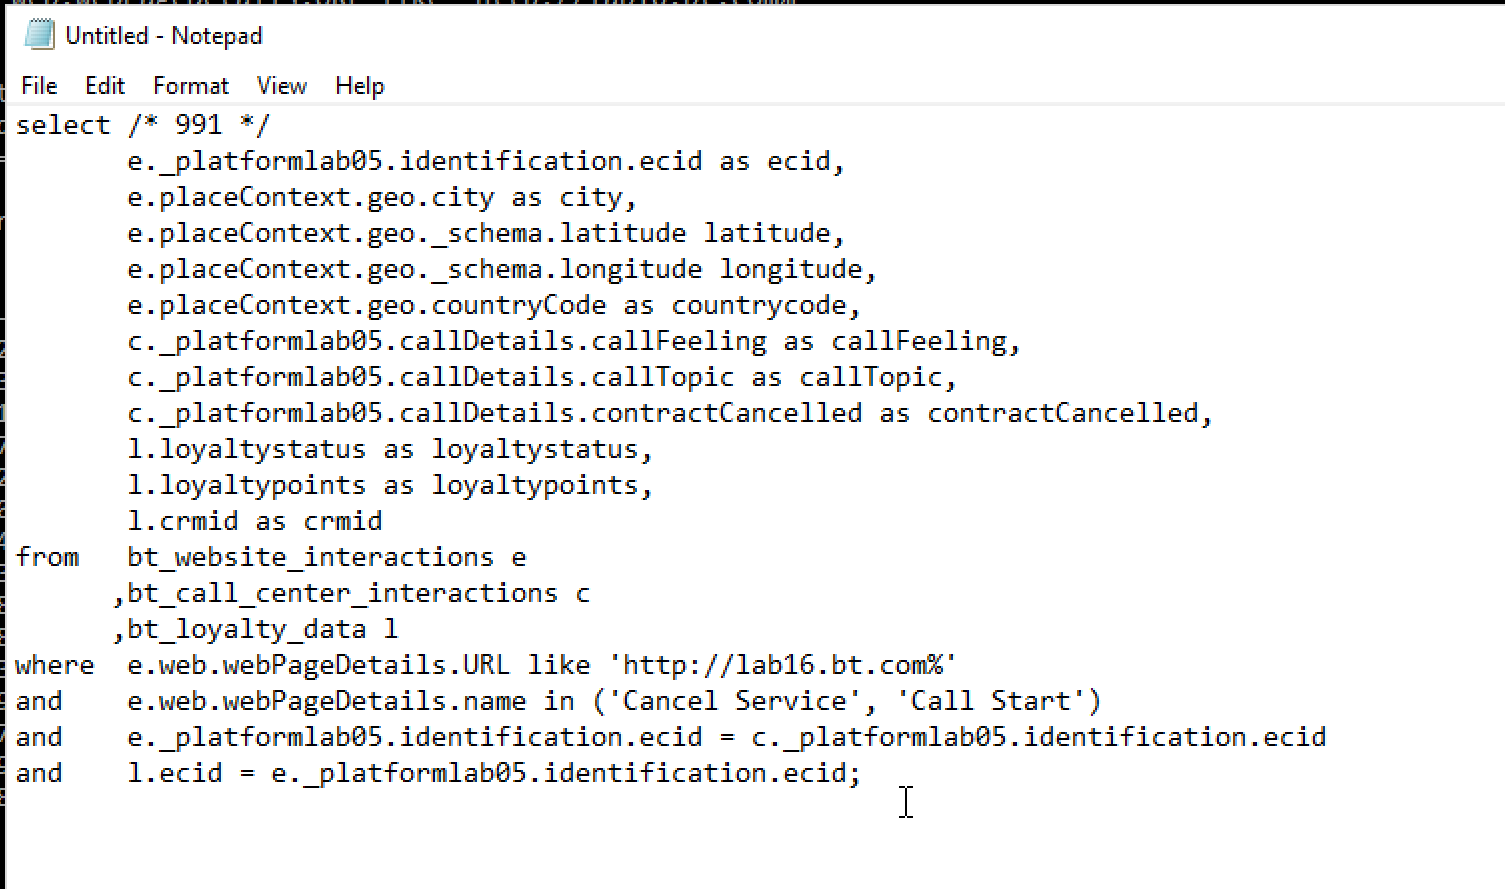 Untitled - Notepad
File Edit Format View Help
select /* 991 */
e._platformlab05.identification.ecid as ecid,
e.placeContext.geo.city as city,
e.placeContext.geo._schema.latitude latitude,
e.placeContext.geo._schema.longitude longitude,
e.placeContext.geo.countryCode as countrycode,
c._platformlab05.callDetails.callFeeling as callFeeling,
c._platformlab05.callDetails.callTopic as callTopic,
c._platformlab05.callDetails.contractCancelled as contractCancelled,
l.loyaltystatus as loyaltystatus,
l.loyaltypoints as loyaltypoints,
l.crmid as crmid
from bt_website_interactions e
,bt_call_center_interactions c
,bt_loyalty_data l
where e.web.webPageDetails.URL like 'http://lab16.bt.com%'
and e.web.webPageDetails.name in ('Cancel Service', 'Call Start')
and e._platformlab05.identification.ecid = c._platformlab05.identification.ecid
and l.ecid = e._platformlab05.identification.ecid;